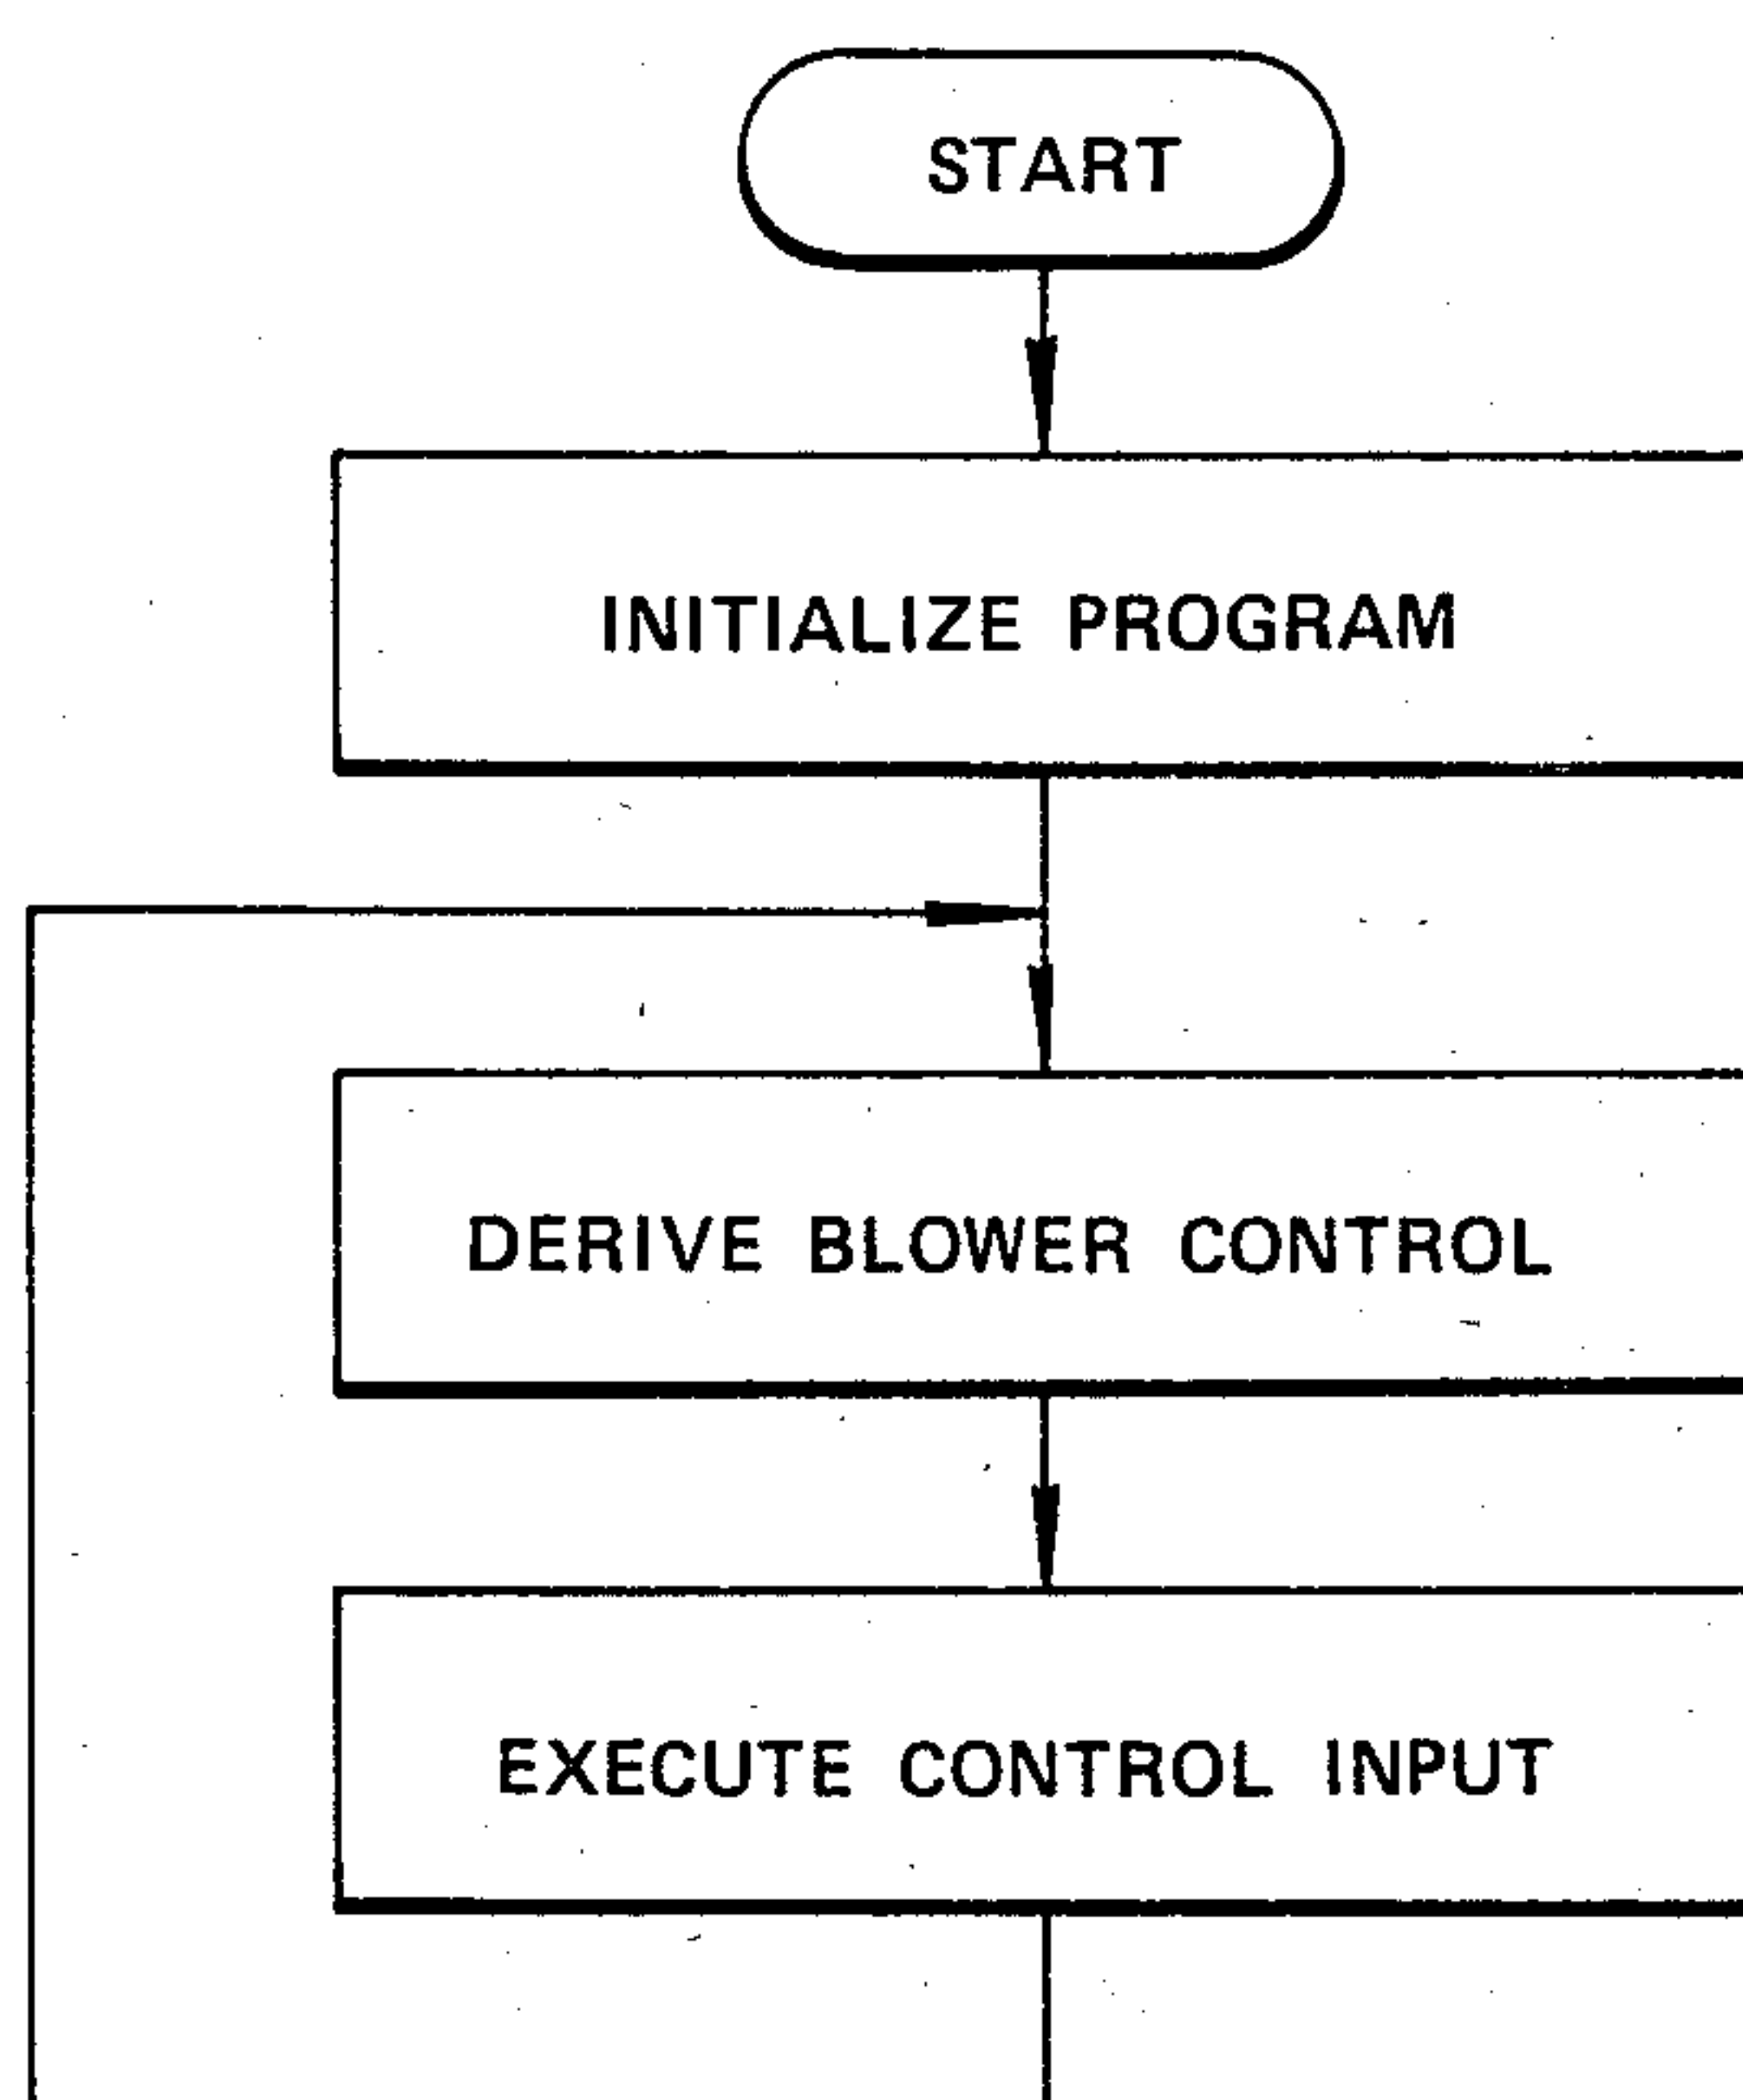 START
INITIALIZE PROGRAM
DERIVE BLOWER CONTROL
EXECUTE CONTROL INPUT